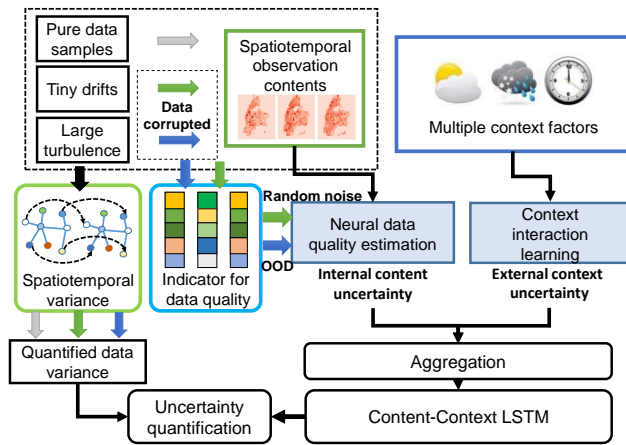 Pure data
samples
Tiny drifts
Large
turbulence
Data
corrupted
Spatiotemporal
observation
contents
Multiple context factors
Random noise
OOD
Spatiotemporal
variance
Indicator for
data quality
Neural data
quality estimation
Internal content
uncertainty
Context
interaction
learning
External context
uncertainty
Quantified data
variance
Aggregation
Uncertainty
quantification
Content-Context LSTM